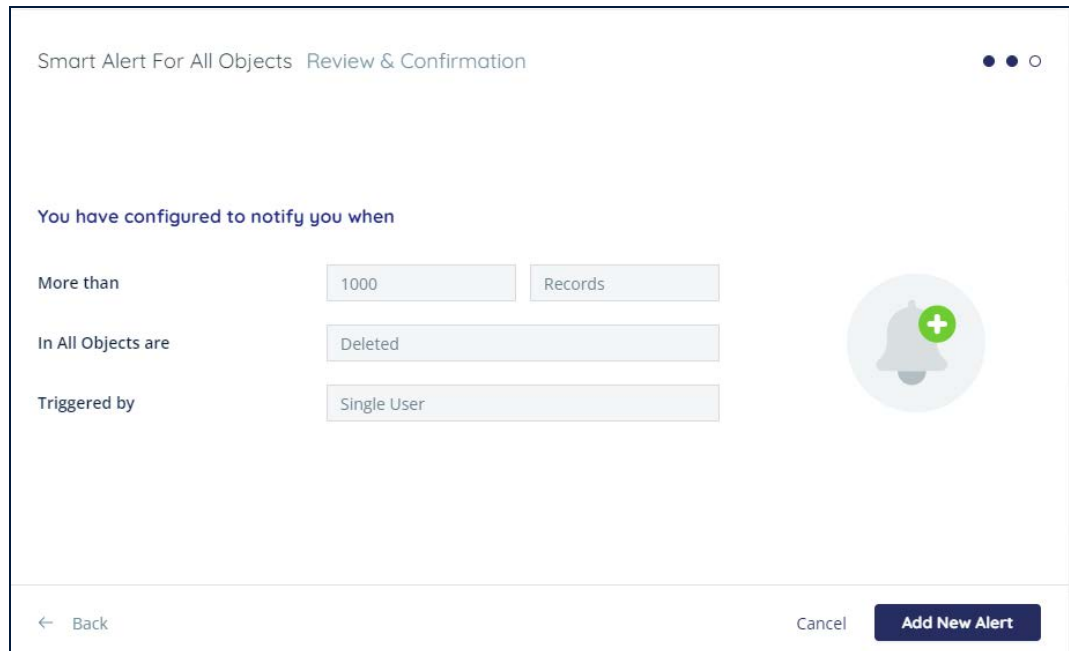 Smart Alert For All Objects Review & Confirmation
You have configured to notify you when
More than 1000 Records
In All Objects are Deleted
Triggered by Single User
← Back Cancel Add New Alert